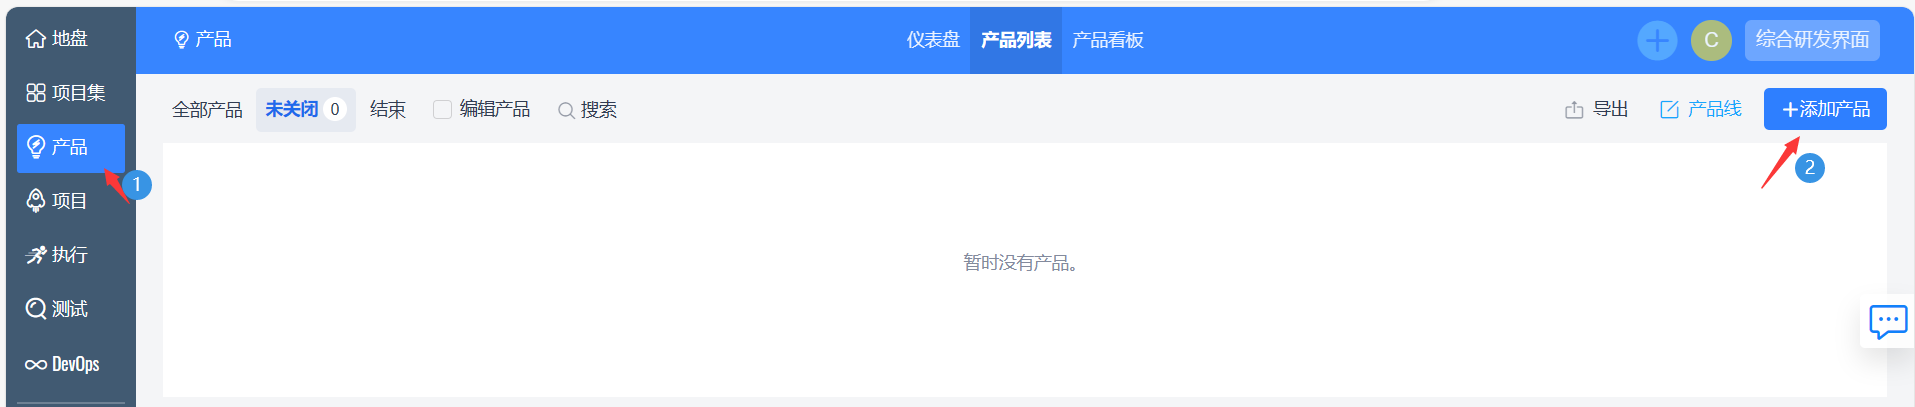 地盘
项目集
产品
1
项目
执行
测试
DevOps
产品
仪表盘 产品列表 产品看板
C 综合研发界面
全部产品 未关闭 0 结束 编辑产品 搜索
导出 产品线 +添加产品
2
暂时没有产品。